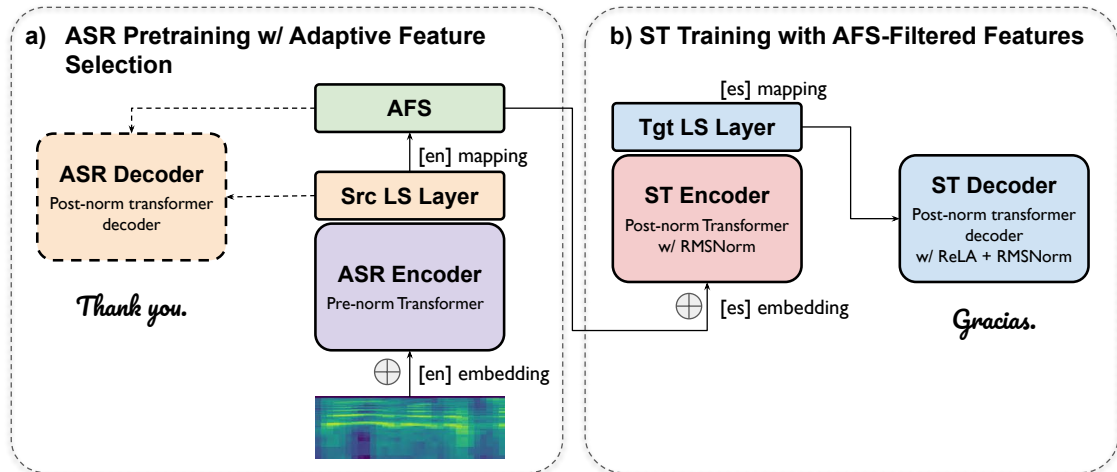 a) ASR Pretraining w/ Adaptive Feature
Selection
AFS
[en] mapping
ASR Decoder
Post-norm transformer
decoder
Src LS Layer
ASR Encoder
Pre-norm Transformer
Thank you.
[en] embedding
b) ST Training with AFS-Filtered Features
[es] mapping
Tgt LS Layer
ST Encoder
Post-norm Transformer
w/ RMSNorm
ST Decoder
Post-norm transformer
decoder
w/ ReLA + RMSNorm
[es] embedding
Gracias.